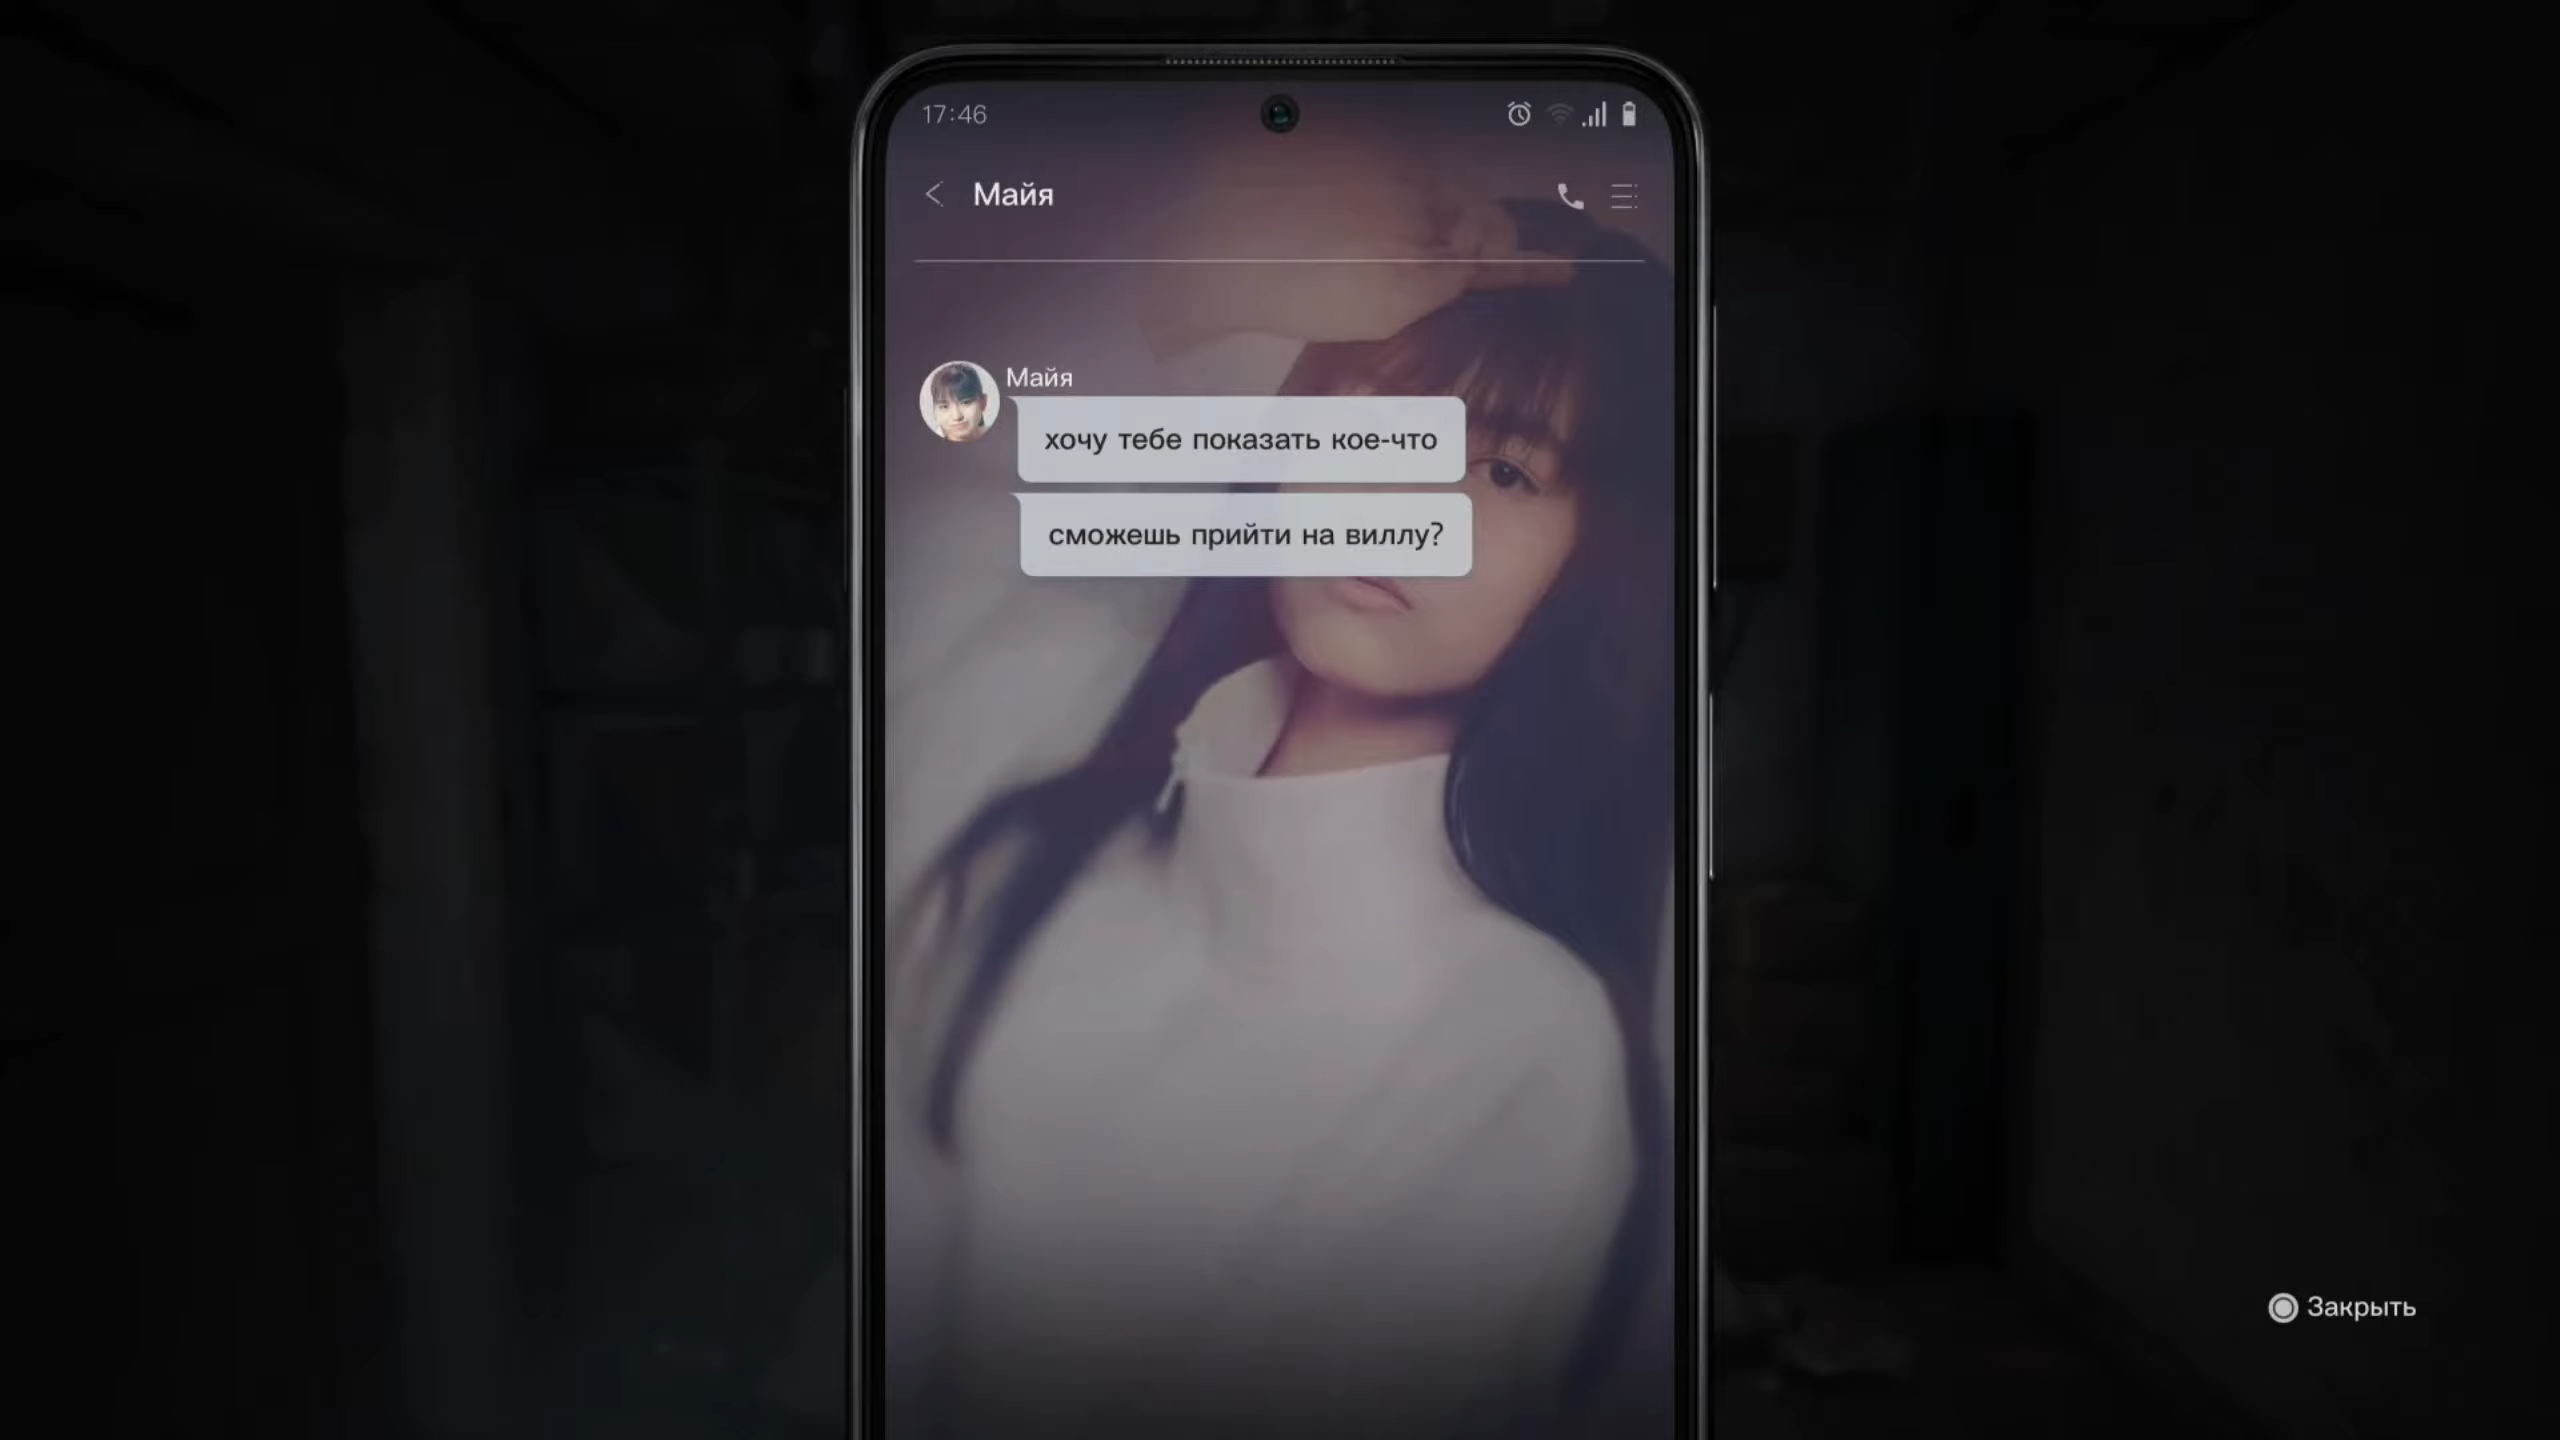 17:46
Майя
Майя
хочу тебе показать кое-что
сможешь прийти на виллу?
Закрыть